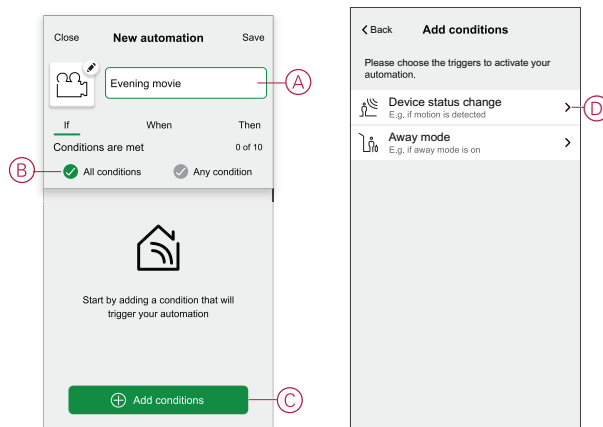 Close New automation Save
Evening movie
A
If When Then
Conditions are met 0 of 10
B
All conditions Any condition
Start by adding a condition that will
trigger your automation
Add conditions
C
Back Add conditions
Please choose the triggers to activate your
automation.
Device status change
E.g. if motion is detected
D
Away mode
E.g. if away mode is on